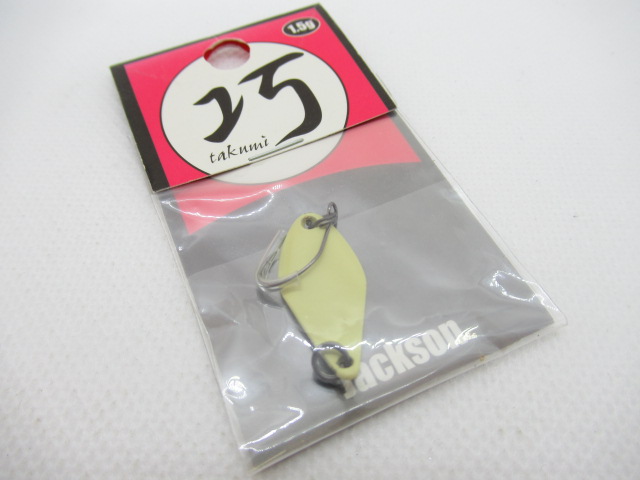 1.5g
巧
takumi
Jackson